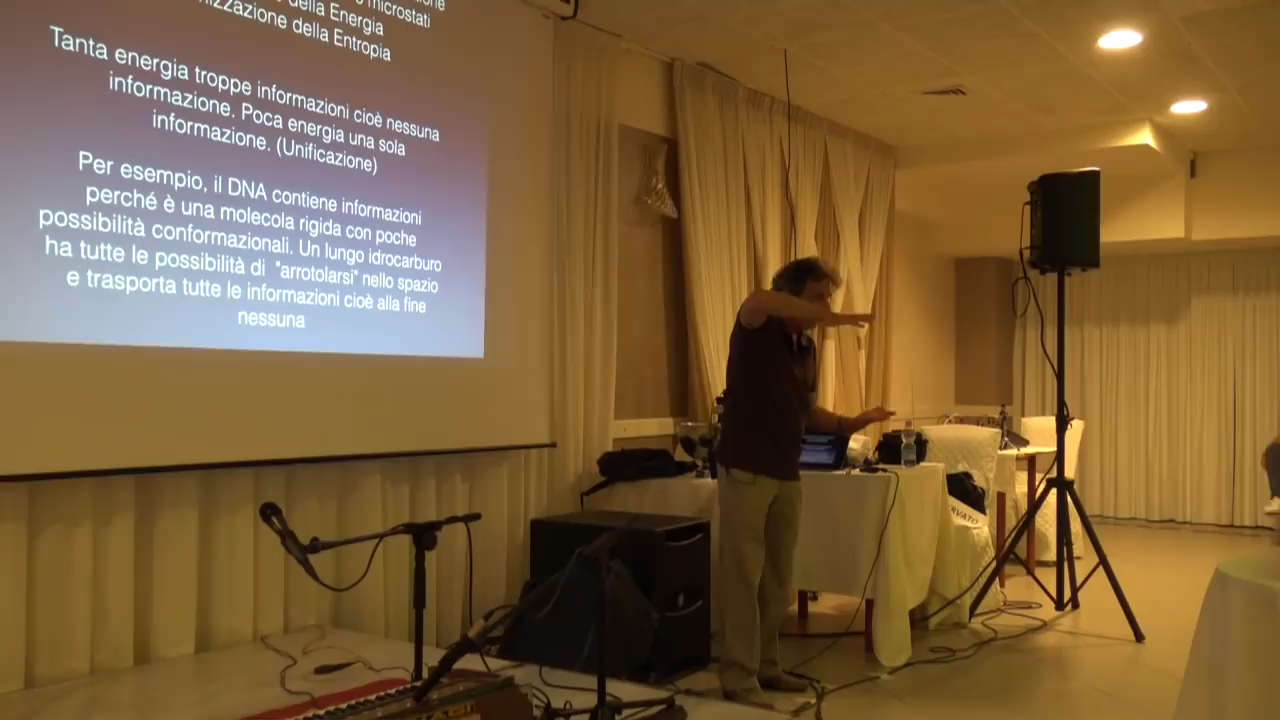 microstati
della Energia
della Entropia
Tanta energia troppe informazioni cioè nessuna
informazione. Poca energia una sola
informazione. (Unificazione)
Per esempio, il DNA contiene informazioni
perché è una molecola rigida con poche
possibilità conformazionali. Un lungo idrocarburo
ha tutte le possibilità di "arrotolarsi" nello spazio
e trasporta tutte le informazioni cioè alla fine
nessuna
RVATO